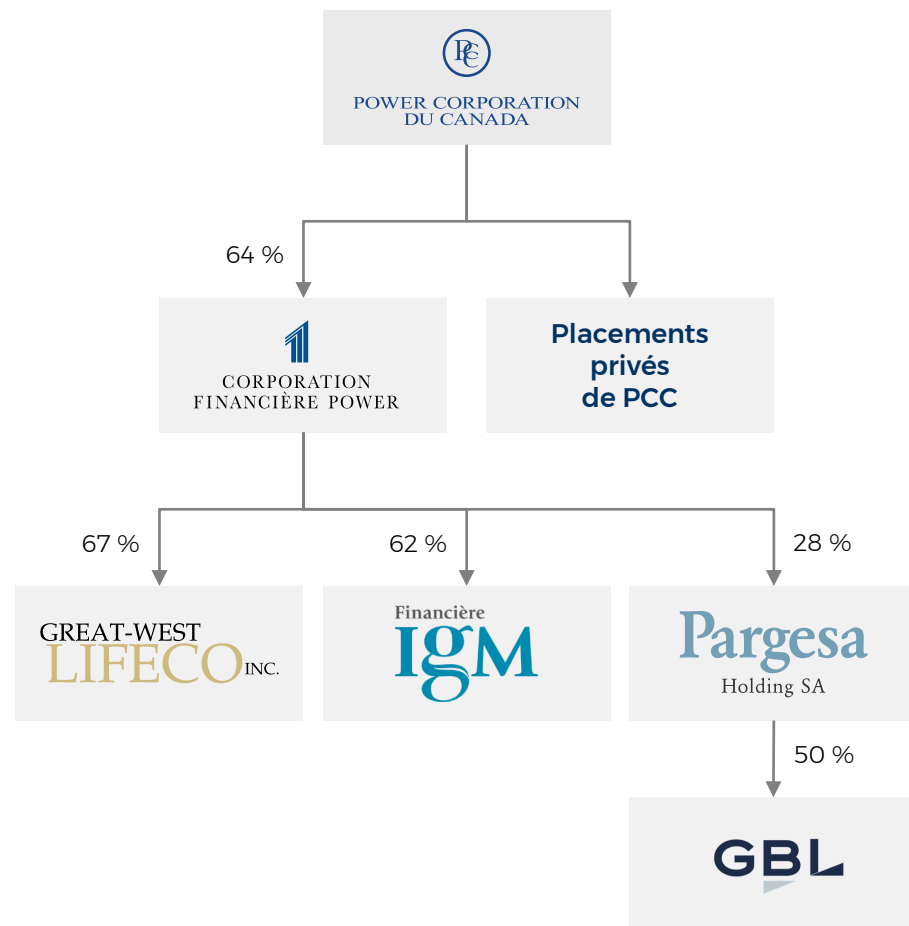 PCC
POWER CORPORATION
DU CANADA
64 %
CORPORATION
FINANCIÈRE POWER
Placements
privés
de PCC
67 %
62 %
28 %
GREAT-WEST
LIFECO INC.
Financière
IgM
Pargesa
Holding SA
50 %
GBL